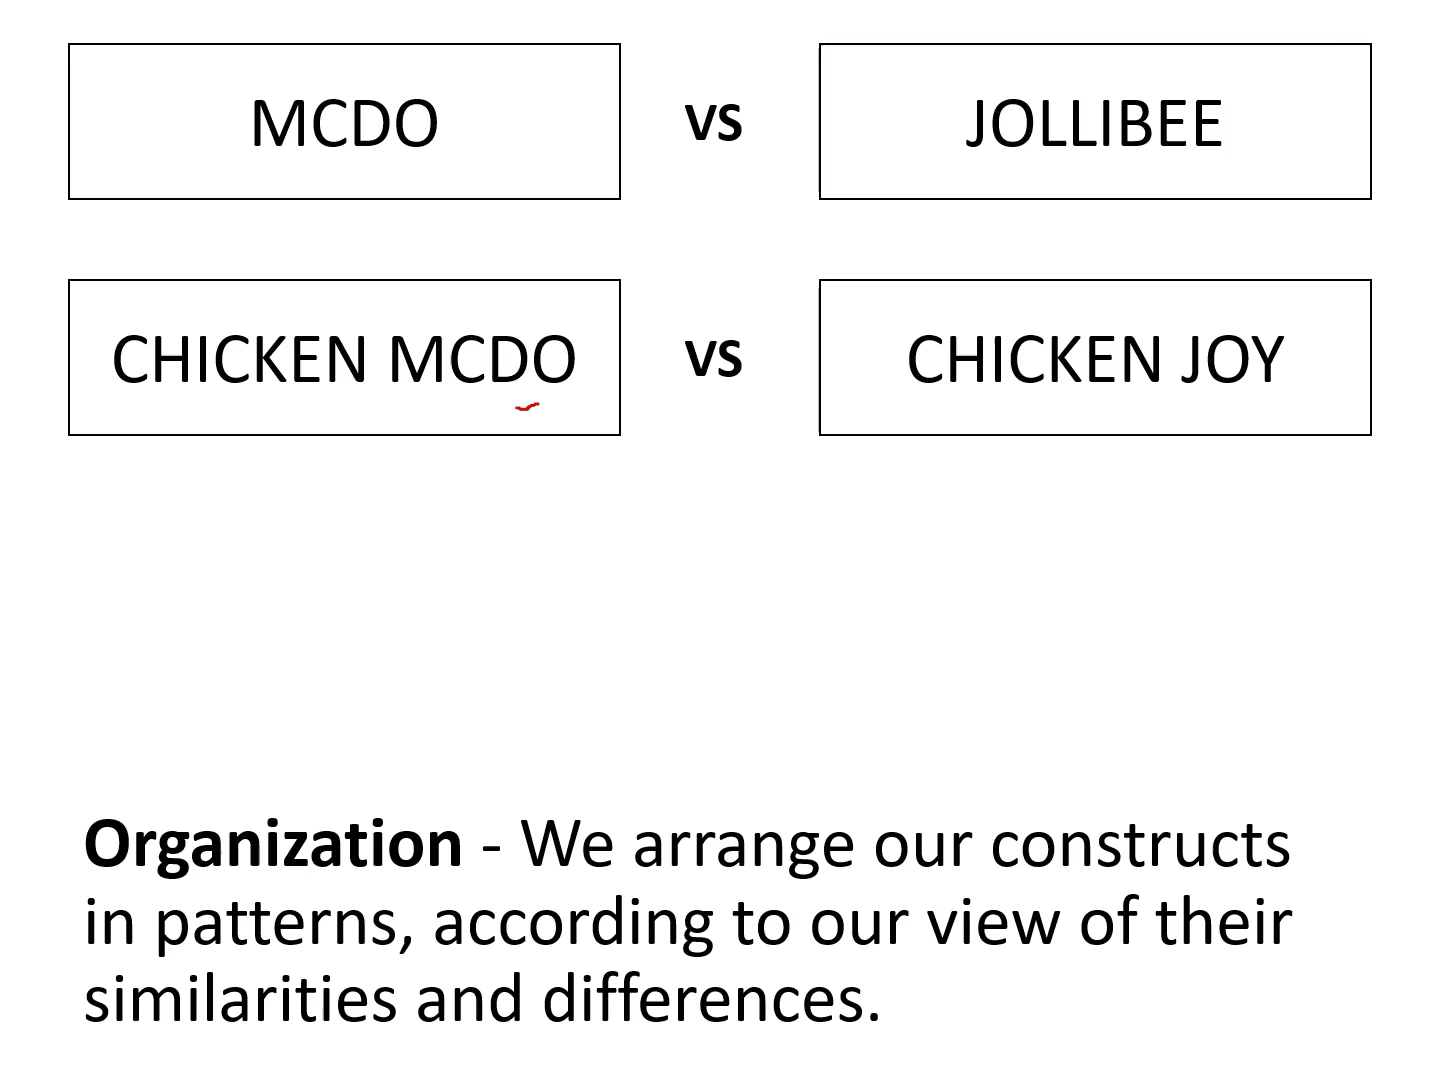 MCDO VS JOLLIBEE
CHICKEN MCDO VS CHICKEN JOY
Organization - We arrange our constructs
in patterns, according to our view of their
similarities and differences.